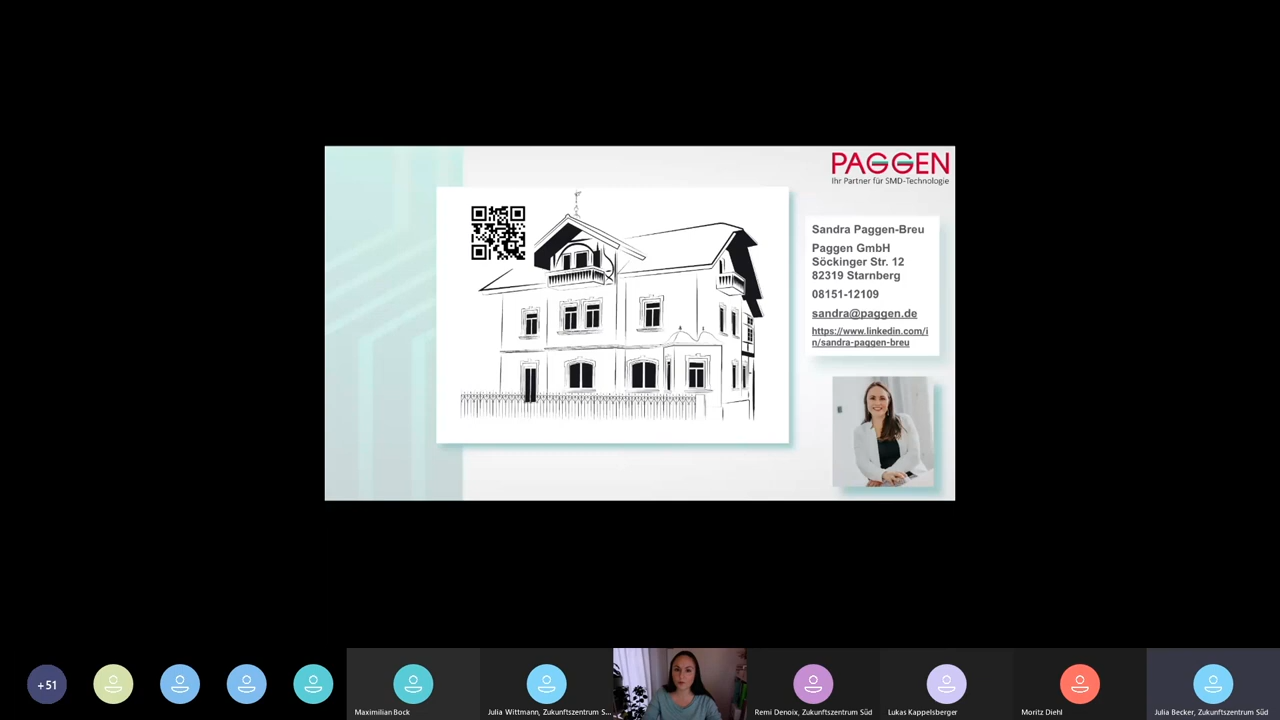 PAGGEN
Ihr Partner für SMD-Technologie
Sandra Paggen-Breu
Paggen GmbH
Söckinger Str. 12
82319 Starnberg
08151-12109
sandra@paggen.de
https://www.linkedin.com/i
n/sandra-paggen-breu
+51
Maximilian Bock
Julia Wittmann, Zukunftszentrum S...
Remi Denoix, Zukunftszentrum Süd
Lukas Kappelsberger
Moritz Diehl
Julia Becker, Zukunftszentrum Süd